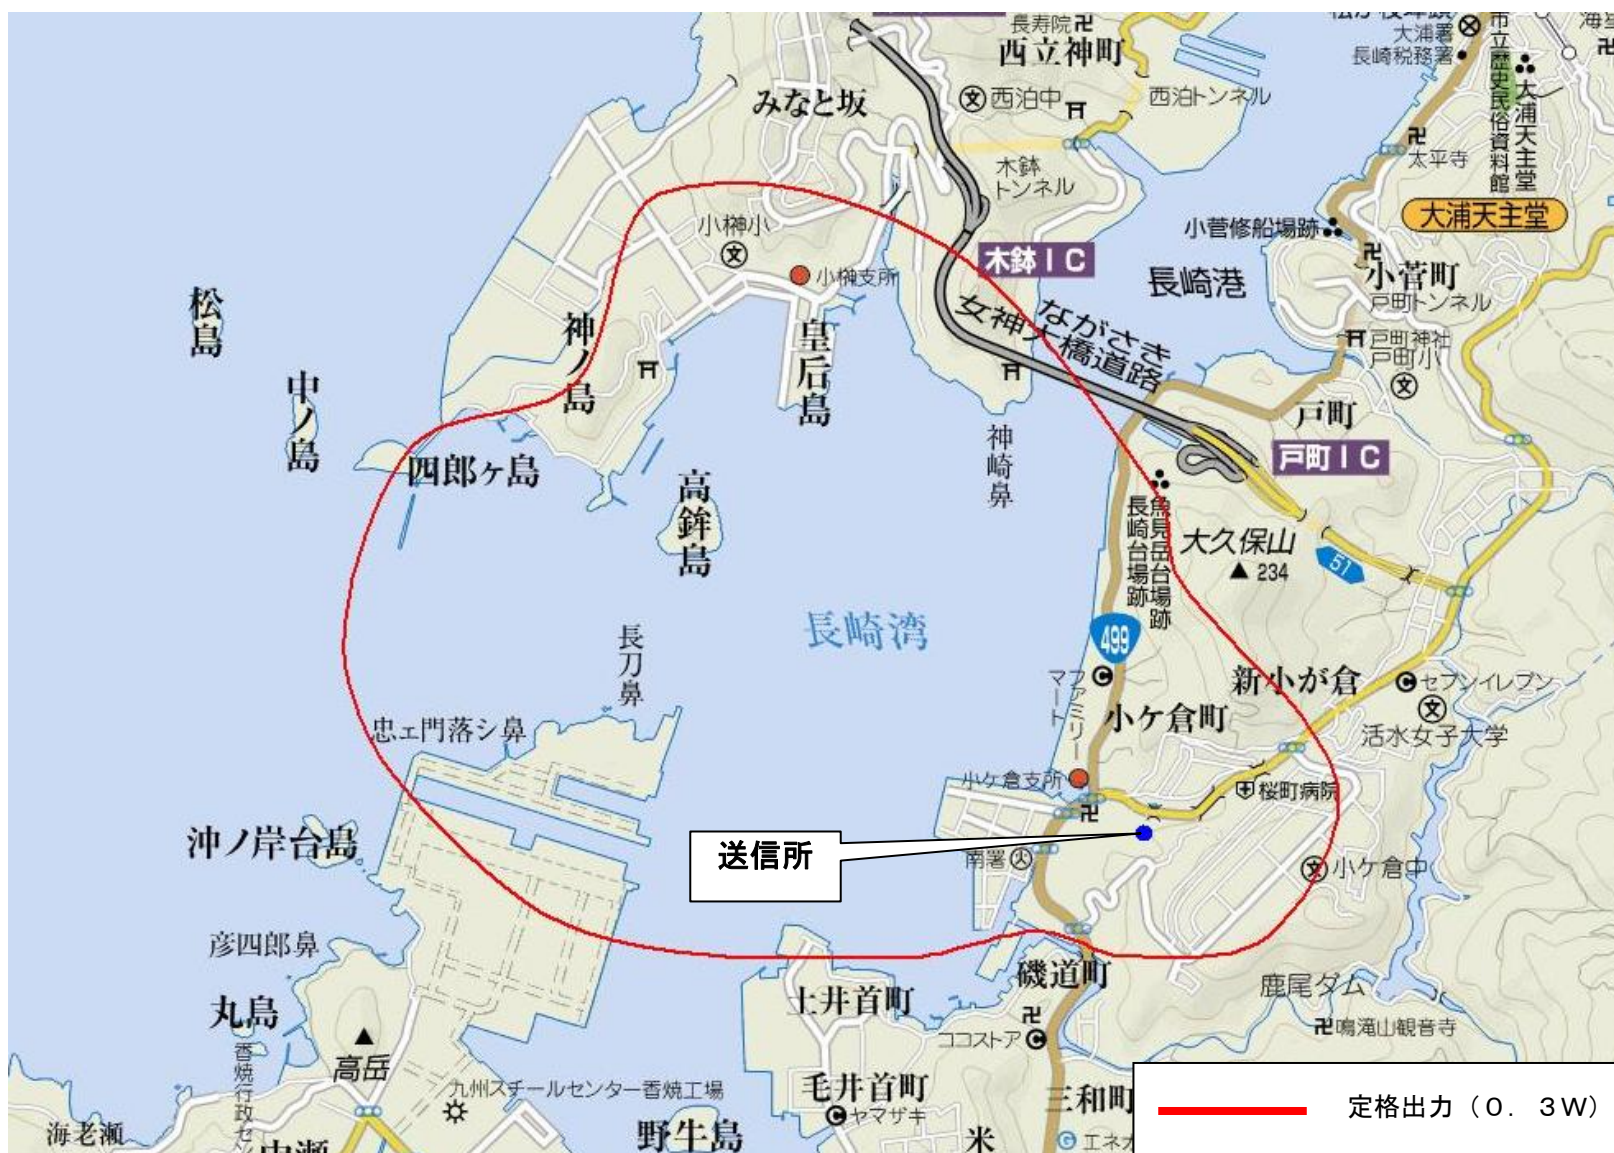 長寿院
西立神町
大浦署
長崎税務署
市立歴史民俗資料館
大浦天主堂
みなと坂
西泊中
西泊トンネル
太平寺
木鉢
トンネル
大浦天主堂
小榊小
小菅修船場跡
木鉢IC
長崎港
小菅町
小榊支所
戸町トンネル
松島
神ノ島
皇后島
ながさき
女神大橋道路
戸町神社
戸町小
中ノ島
戸町
四郎ヶ島
神崎鼻
戸町IC
高鉾島
魚見岳台場跡
長崎台場跡
大久保山
234
51
長崎湾
499
長刀鼻
新小が倉
セブンイレブン
ファミリー
マート
小ケ倉町
活水女子大学
忠ェ門落シ鼻
小ケ倉支所
桜町病院
沖ノ岸台島
送信所
南署
小ケ倉中
彦四郎鼻
磯道町
鹿尾ダム
丸島
土井首町
鳴滝山観音寺
ココストア
高岳
香焼行政セン
九州スチールセンター香焼工場
毛井首町
三和町
ヤマザキ
定格出力（０．３Ｗ）
海老瀬
野牛島
米
エネオ